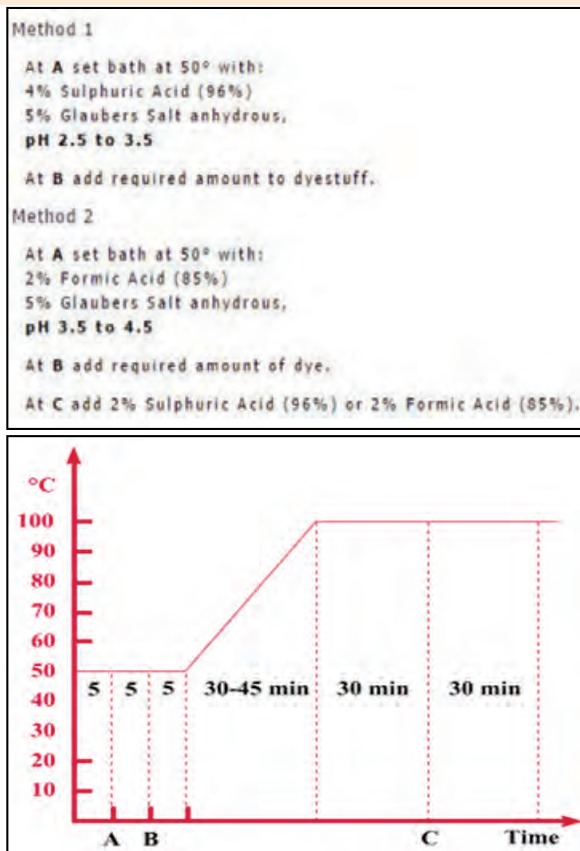 Method 1
At A set bath at 50° with:
4% Sulphuric Acid (96%)
5% Glaubers Salt anhydrous,
pH 2.5 to 3.5
At B add required amount to dyestuff.
Method 2
At A set bath at 50° with:
2% Formic Acid (85%)
5% Glaubers Salt anhydrous,
pH 3.5 to 4.5
At B add required amount of dye.
At C add 2% Sulphuric Acid (96%) or 2% Formic Acid (85%).
°C
100
90
80
70
60
50
5 5 5 30-45 min 30 min 30 min
40
30
20
10
A B C Time